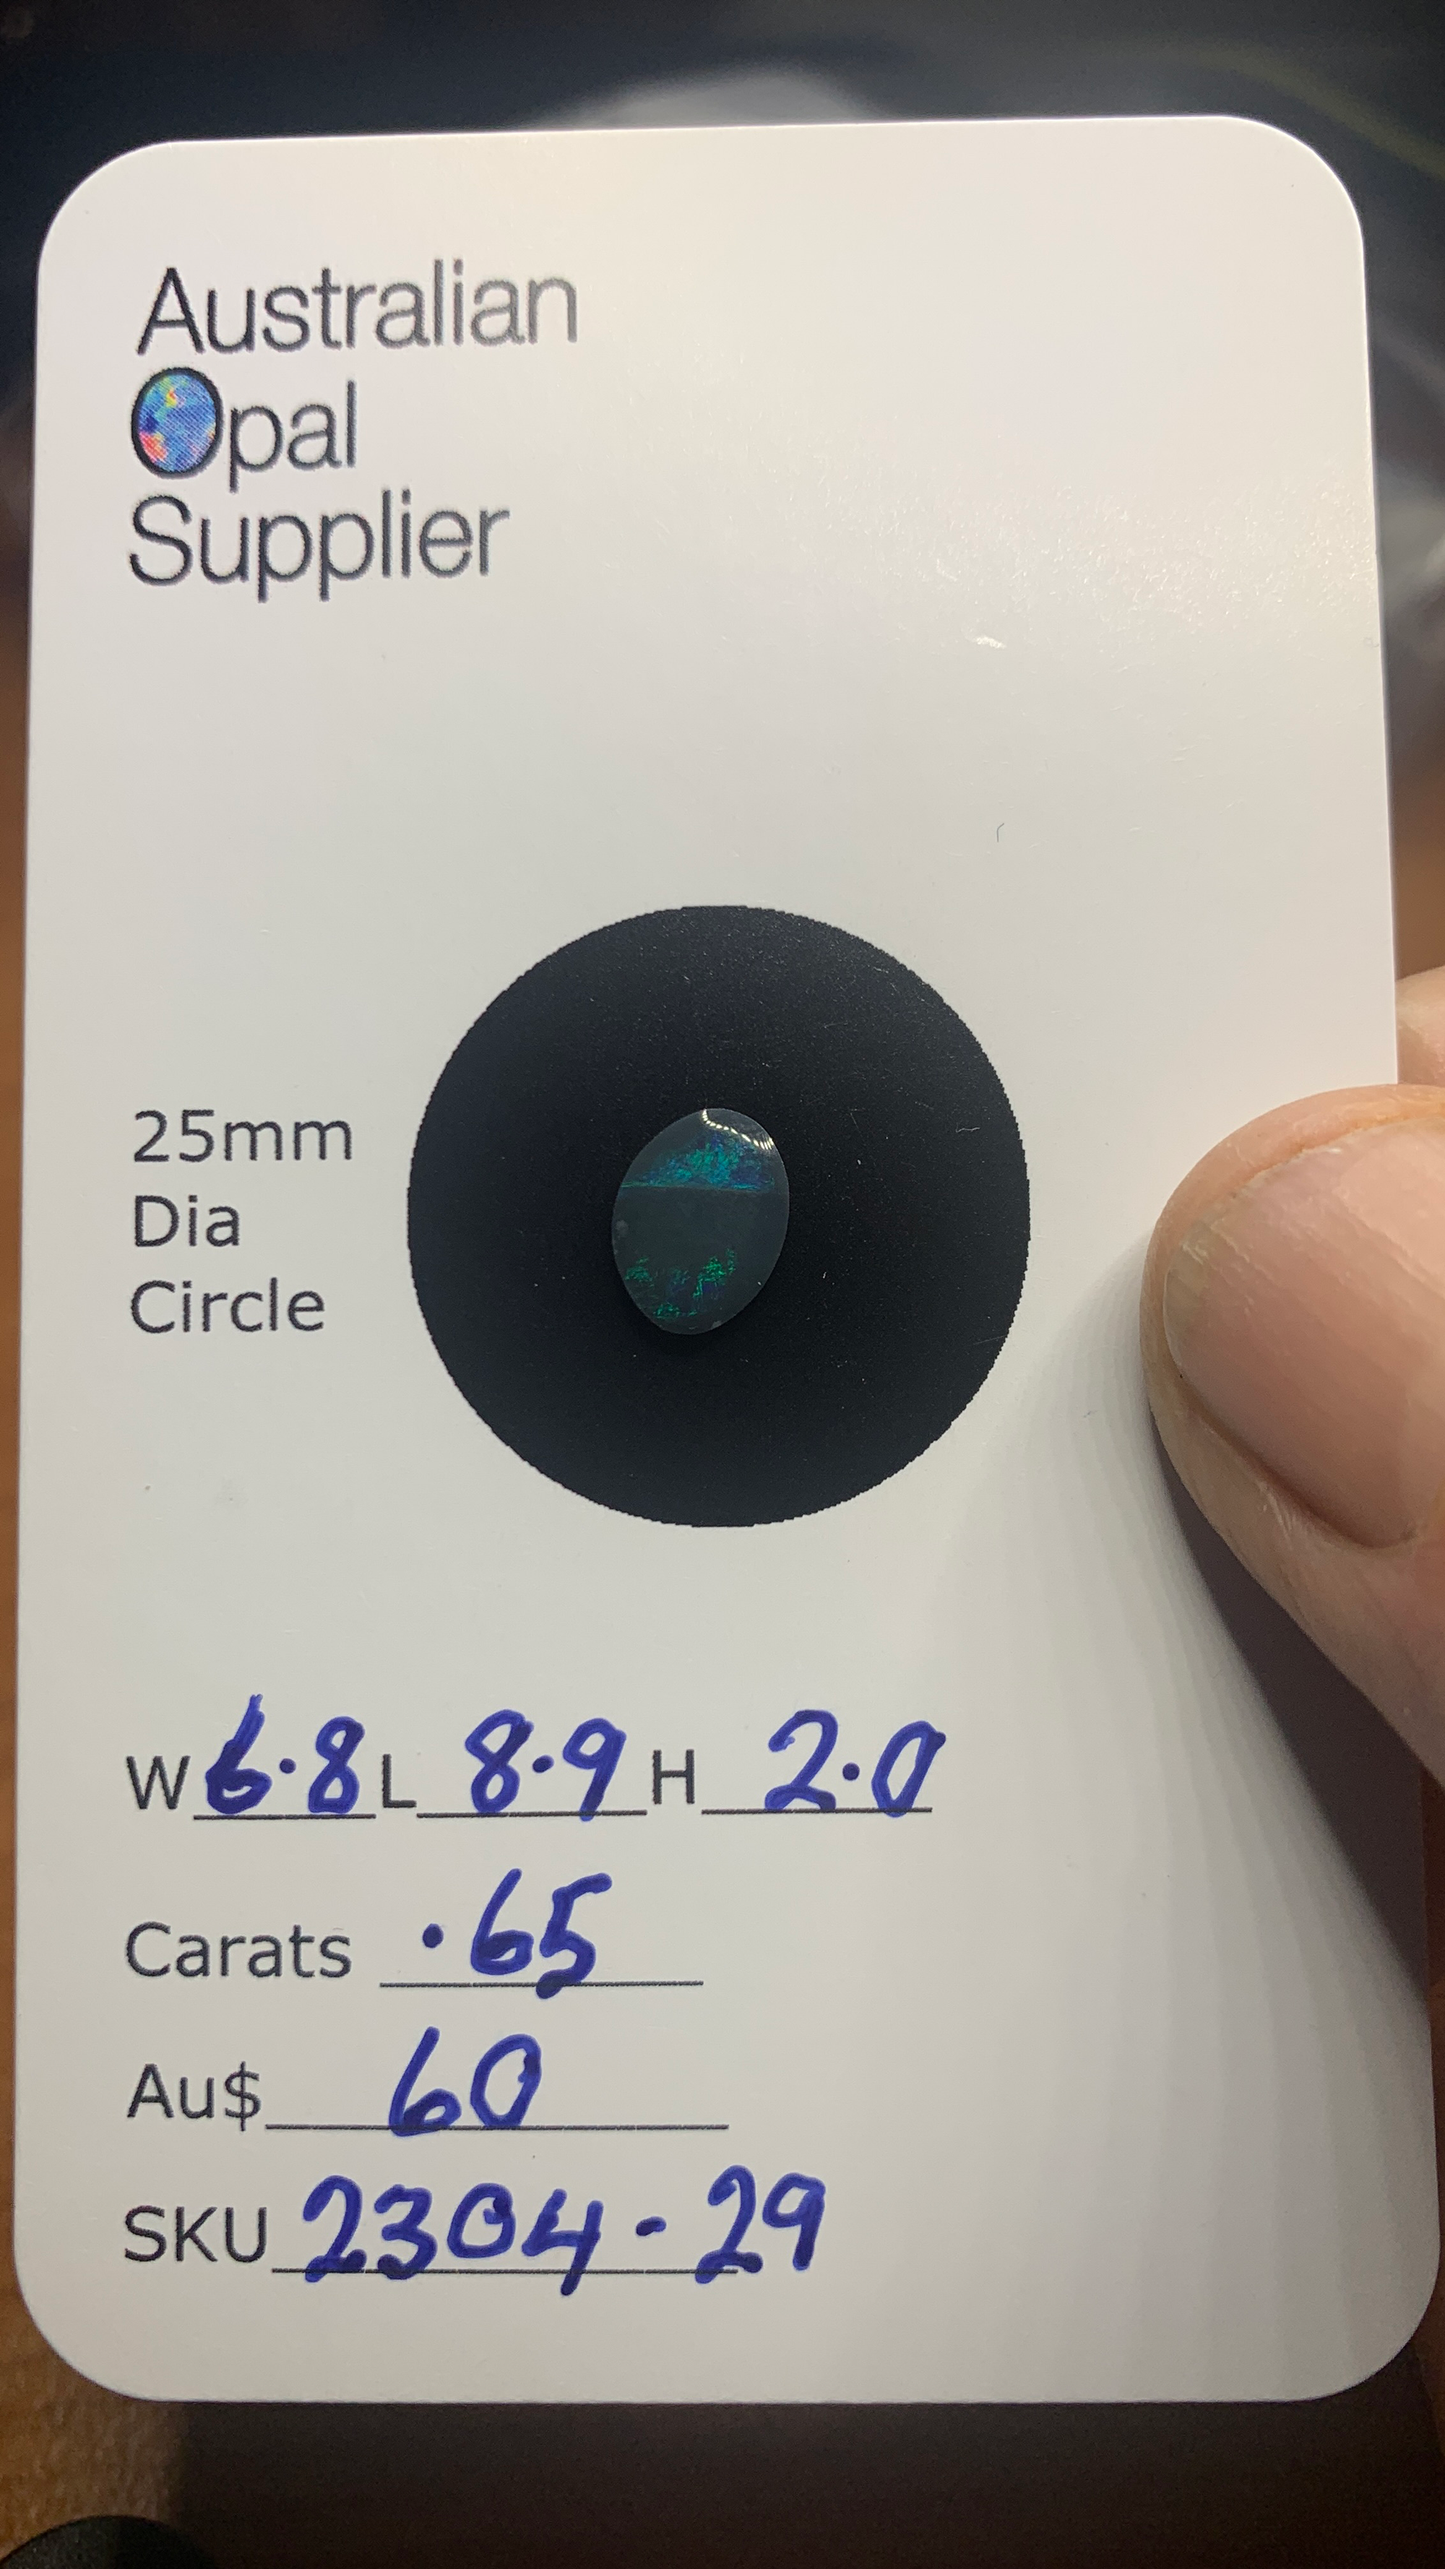 Australian
Opal
Supplier
25mm
Dia
Circle
W 6.8 L 8.9 H 2.0
Carats .65
Au$ 60
SKU 2304-29